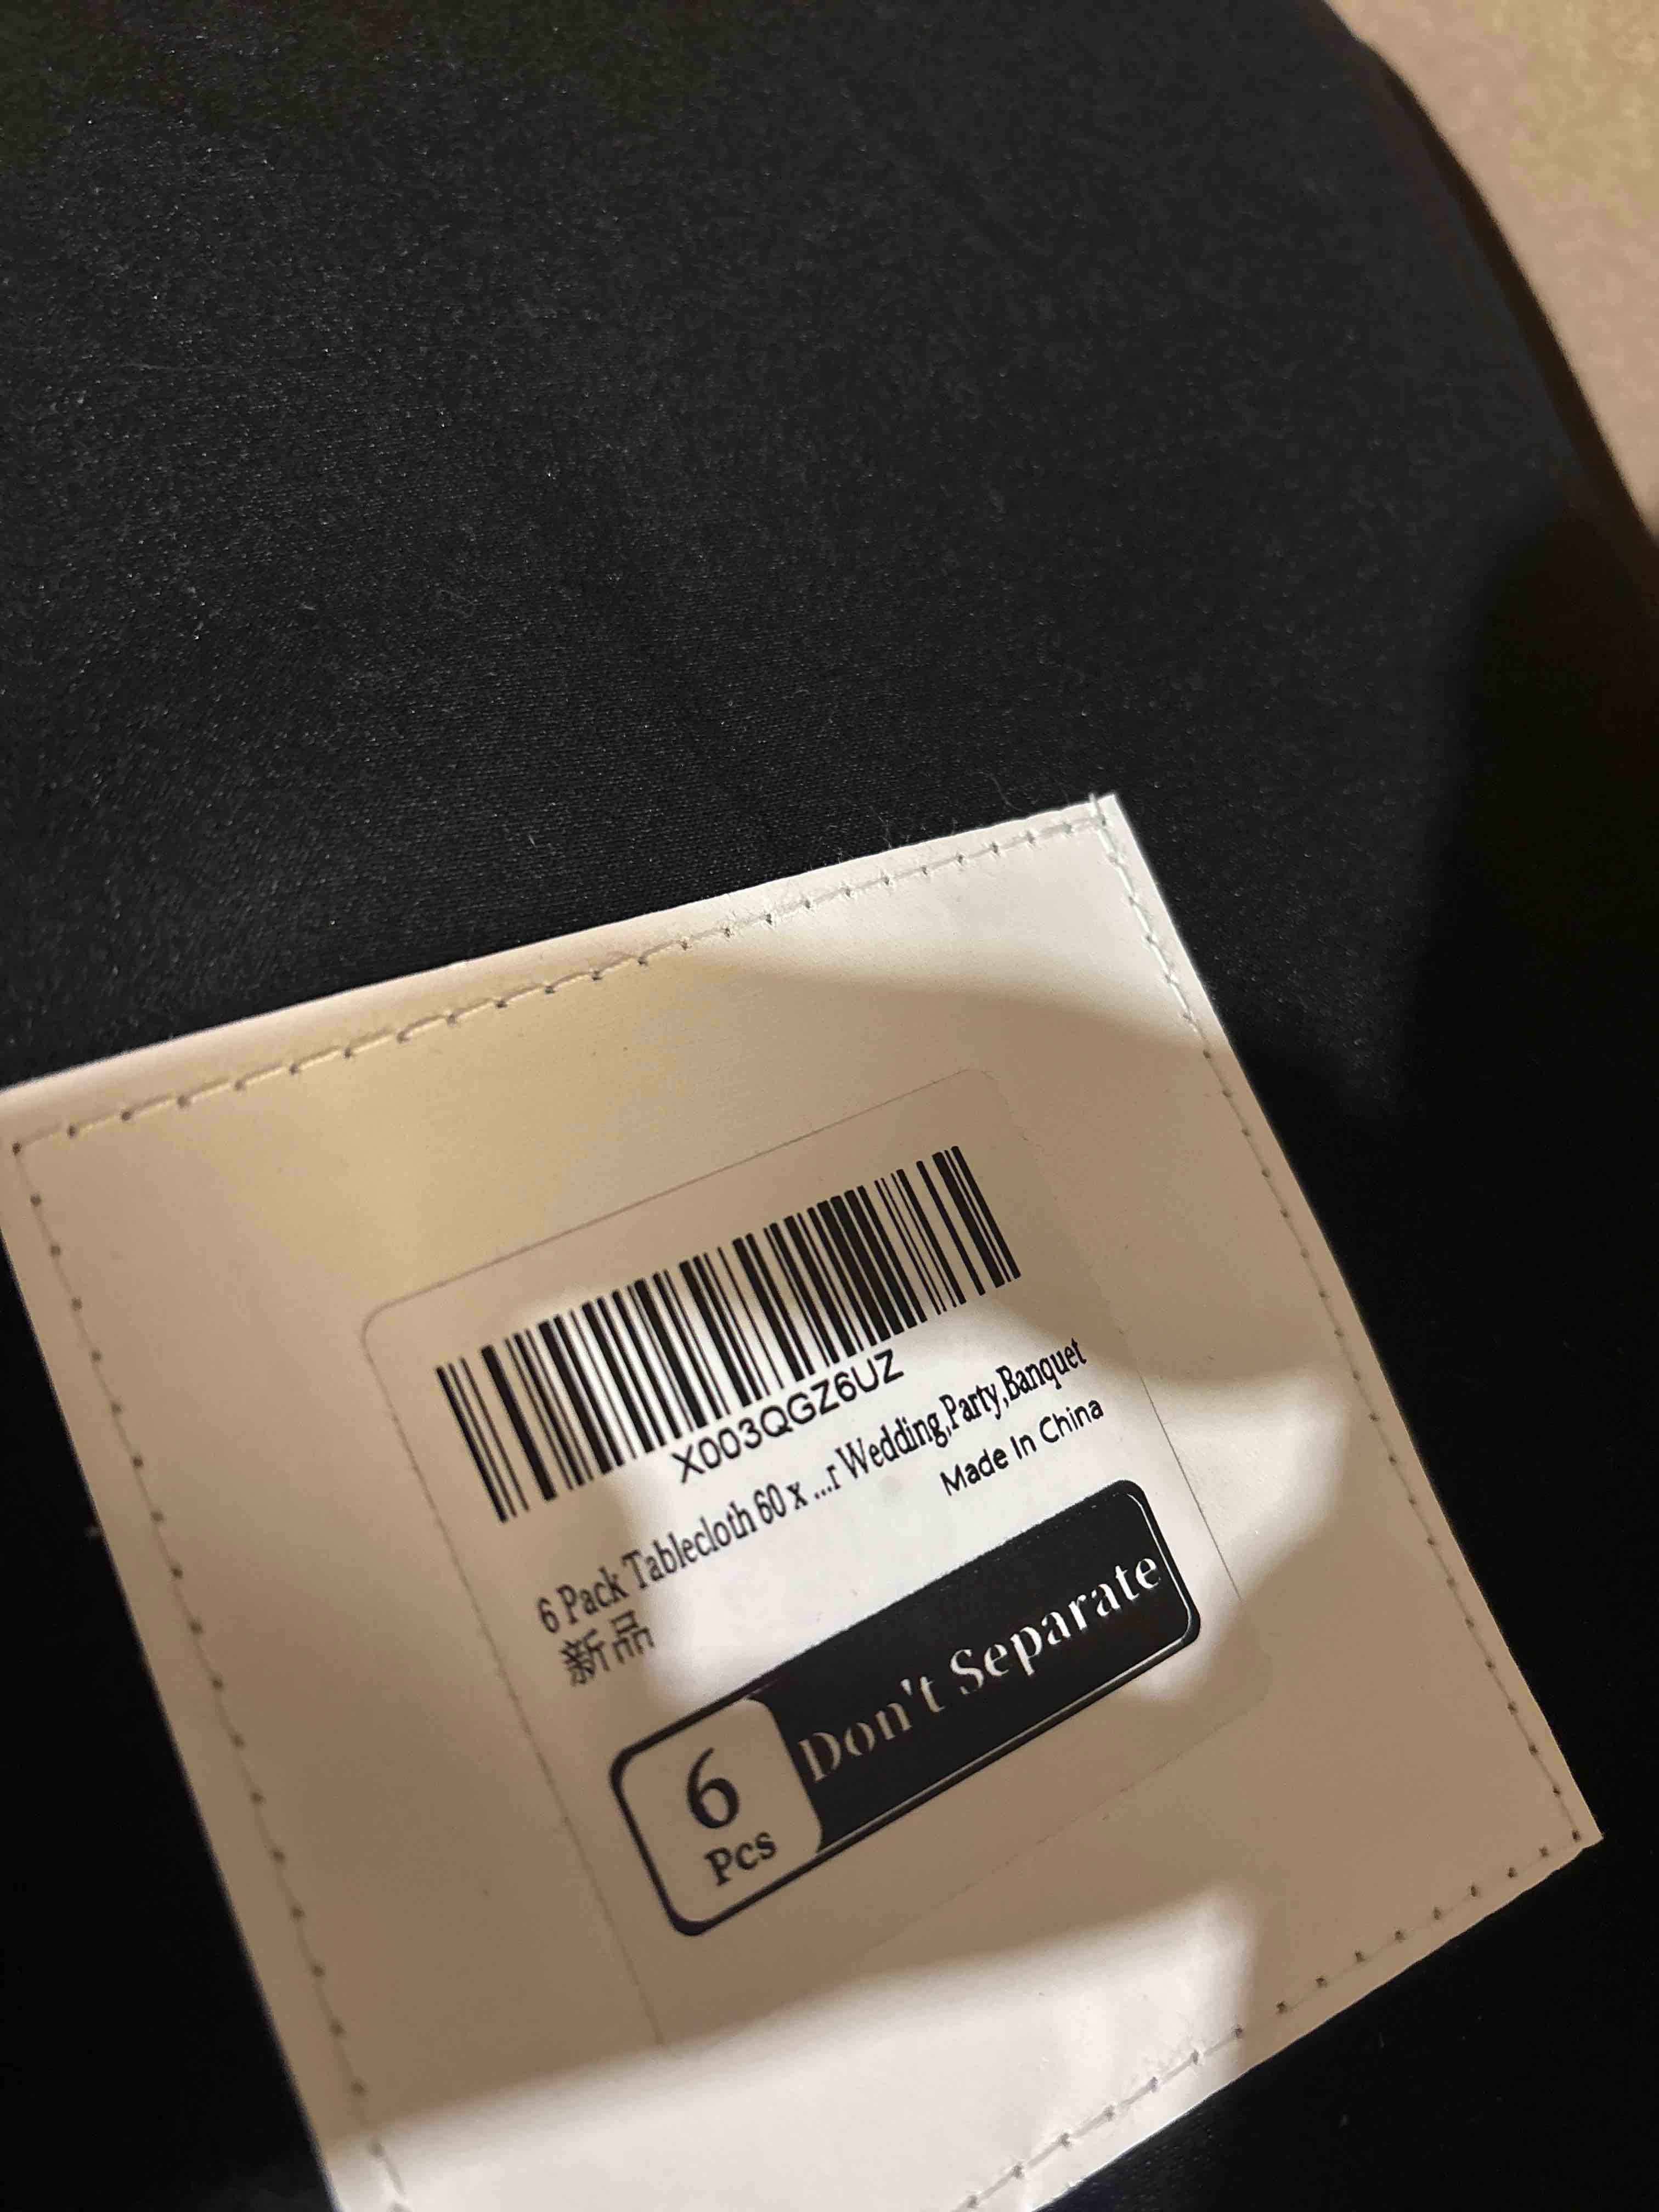 X003QGZ6UZ
6 Pack Tablecloth 60 x ...r Wedding,Party,Banquet
新品
Made In China
6
Pcs
Don't Separate